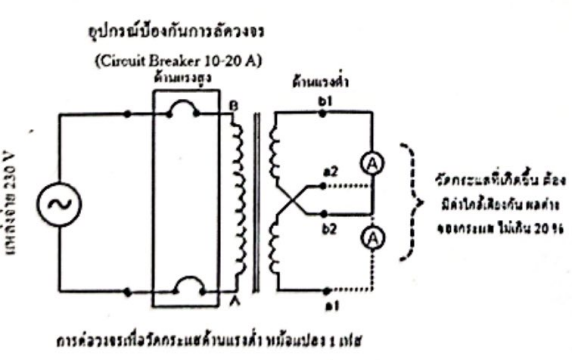 อุปกรณ์ป้องกันการลัดวงจร
(Circuit Breaker 10-20 A)
ด้านแรงสูง
ด้านแรงต่ำ
B
b1
A
a2
b2
A
วัดกระแสที่เกิดขึ้น ต้อง
มีค่าใกล้เคียงกัน ผลต่าง
ของกระแส ไม่เกิน 20 %
แหล่งจ่าย 230 V
A
a1
การต่อวงจรเพื่อวัดกระแสด้านแรงต่ำ หม้อแปลง 1 เฟส